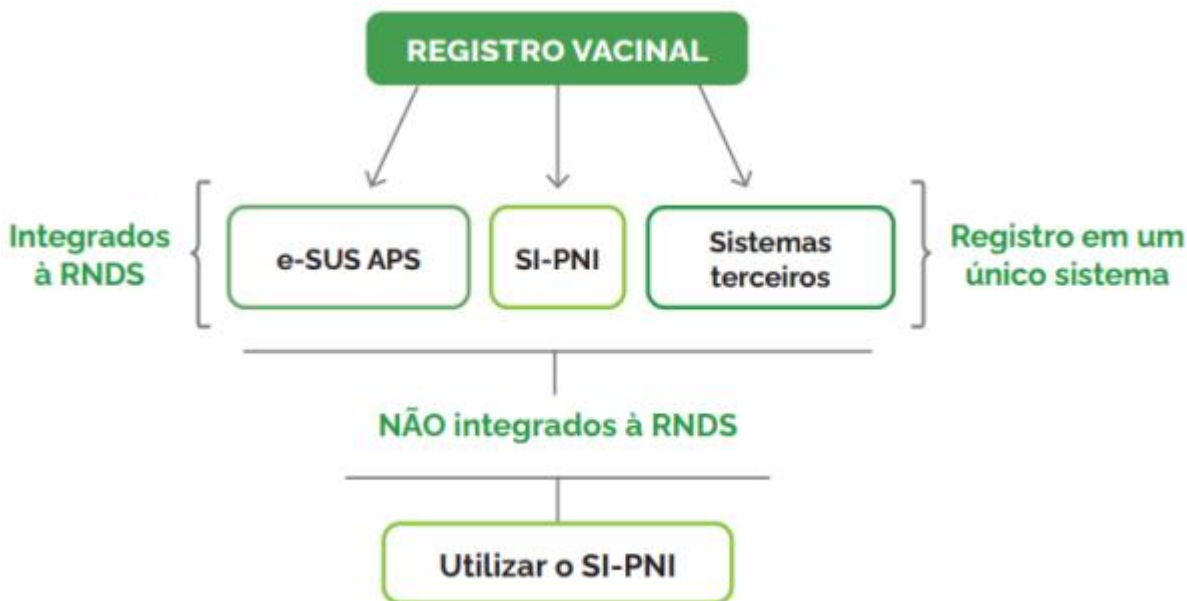 REGISTRO VACINAL
Integrados
à RNDS
e-SUS APS
SI-PNI
Sistemas
terceiros
Registro em um
único sistema
NÃO integrados à RNDS
Utilizar o SI-PNI